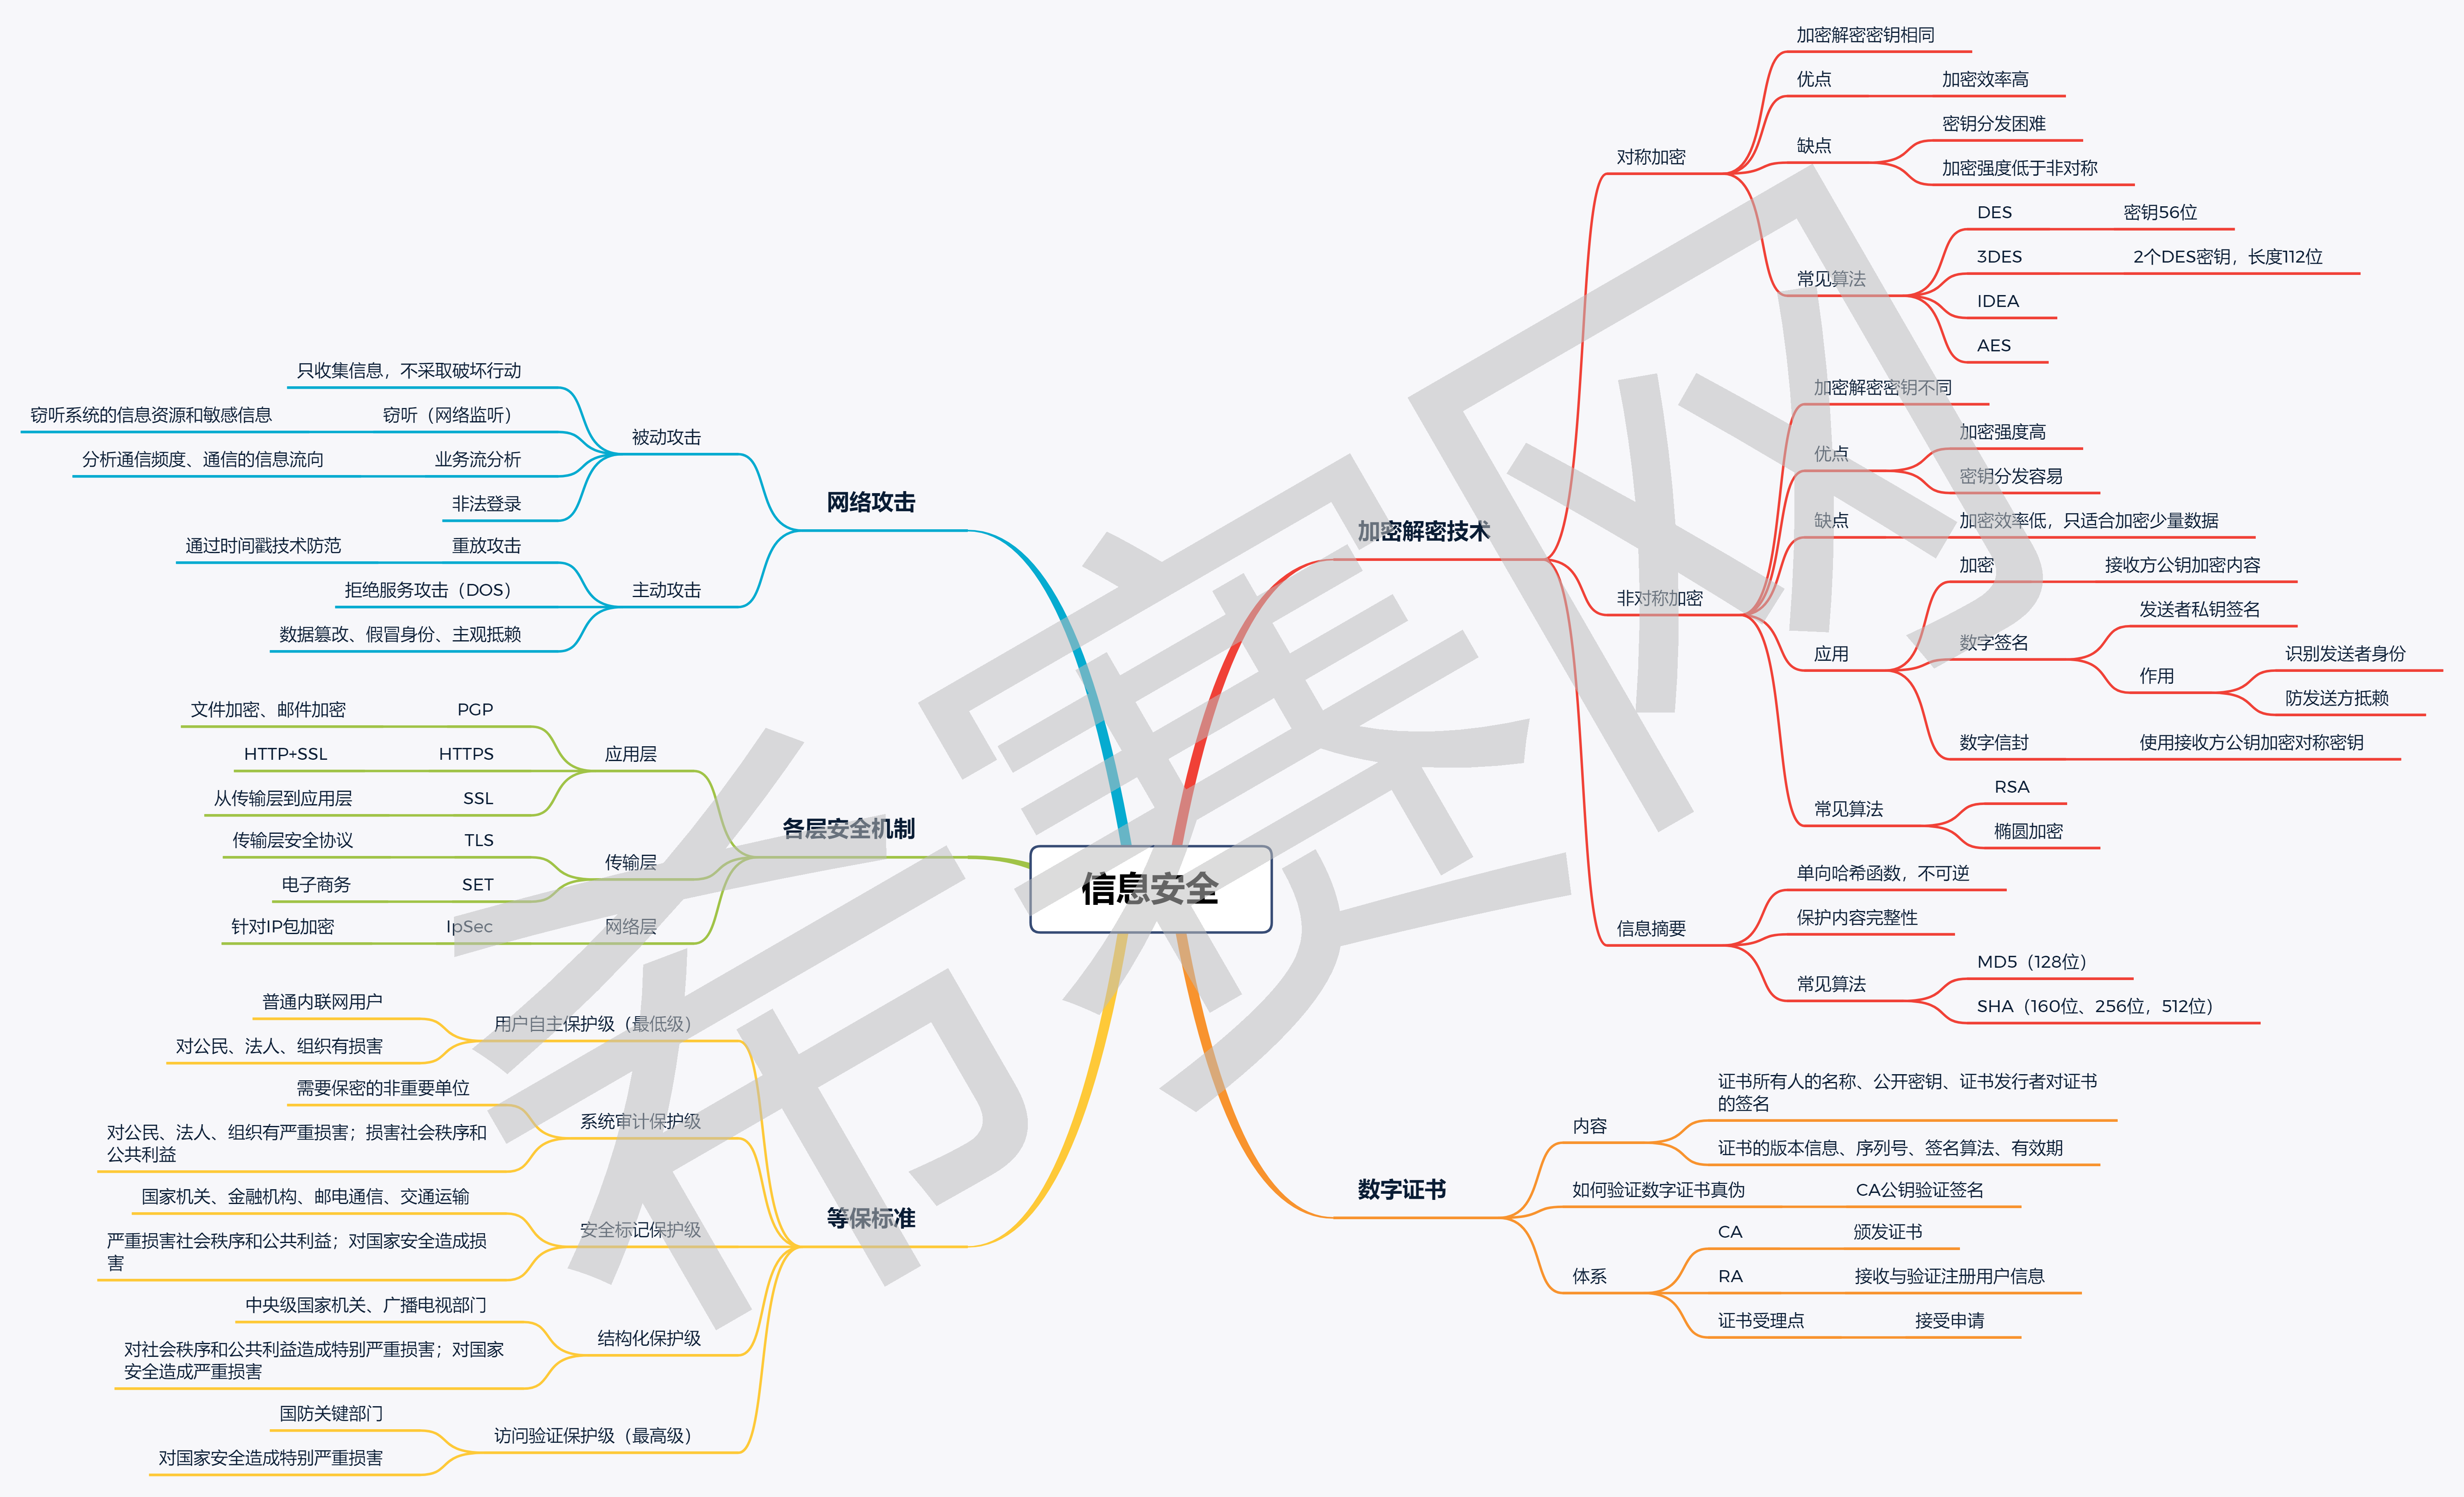 信息安全
加密解密技术
对称加密
加密解密密钥相同
优点
加密效率高
缺点
密钥分发困难
加密强度低于非对称
常见算法
DES
密钥56位
3DES
2个DES密钥，长度112位
IDEA
AES
非对称加密
加密解密密钥不同
优点
加密强度高
密钥分发容易
缺点
加密效率低，只适合加密少量数据
应用
加密
接收方公钥加密内容
数字签名
发送者私钥签名
作用
识别发送者身份
防发送方抵赖
数字信封
使用接收方公钥加密对称密钥
常见算法
RSA
椭圆加密
信息摘要
单向哈希函数，不可逆
保护内容完整性
常见算法
MD5（128位）
SHA（160位、256位，512位）
数字证书
内容
证书所有人的名称、公开密钥、证书发行者对证书
的签名
证书的版本信息、序列号、签名算法、有效期
如何验证数字证书真伪
CA公钥验证签名
体系
CA
颁发证书
RA
接收与验证注册用户信息
证书受理点
接受申请
网络攻击
被动攻击
只收集信息，不采取破坏行动
窃听（网络监听）
窃听系统的信息资源和敏感信息
业务流分析
分析通信频度、通信的信息流向
非法登录
主动攻击
重放攻击
通过时间戳技术防范
拒绝服务攻击（DOS）
数据篡改、假冒身份、主观抵赖
各层安全机制
应用层
PGP
文件加密、邮件加密
HTTPS
HTTP+SSL
SSL
从传输层到应用层
传输层
TLS
传输层安全协议
SET
电子商务
网络层
IpSec
针对IP包加密
等保标准
用户自主保护级（最低级）
普通内联网用户
对公民、法人、组织有损害
系统审计保护级
需要保密的非重要单位
对公民、法人、组织有严重损害；损害社会秩序和
公共利益
安全标记保护级
国家机关、金融机构、邮电通信、交通运输
严重损害社会秩序和公共利益；对国家安全造成损
害
结构化保护级
中央级国家机关、广播电视部门
对社会秩序和公共利益造成特别严重损害；对国家
安全造成严重损害
访问验证保护级（最高级）
国防关键部门
对国家安全造成特别严重损害
希赛网